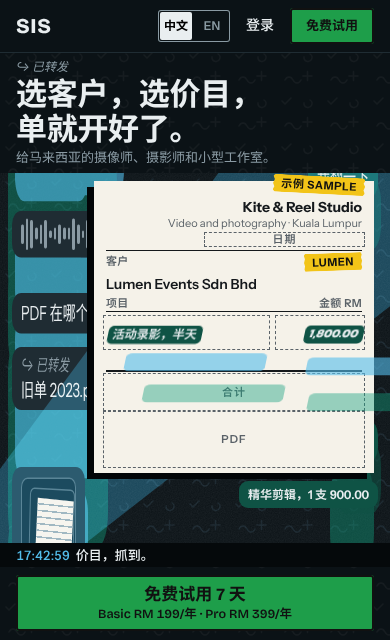 SIS
中文 EN 登录 免费试用
已转发
选客户，选价目，
单就开好了。
给马来西亚的摄像师、摄影师和小型工作室。
示例 SAMPLE
Kite & Reel Studio
Video and photography · Kuala Lumpur
日期
客户
LUMEN
Lumen Events Sdn Bhd
项目 金额 RM
活动录影，半天 1,800.00
合计
PDF
PDF 在哪个
已转发
旧单 2023.p
精华剪辑，1 支 900.00
17:42:59 价目，抓到。
免费试用 7 天
Basic RM 199/年 · Pro RM 399/年